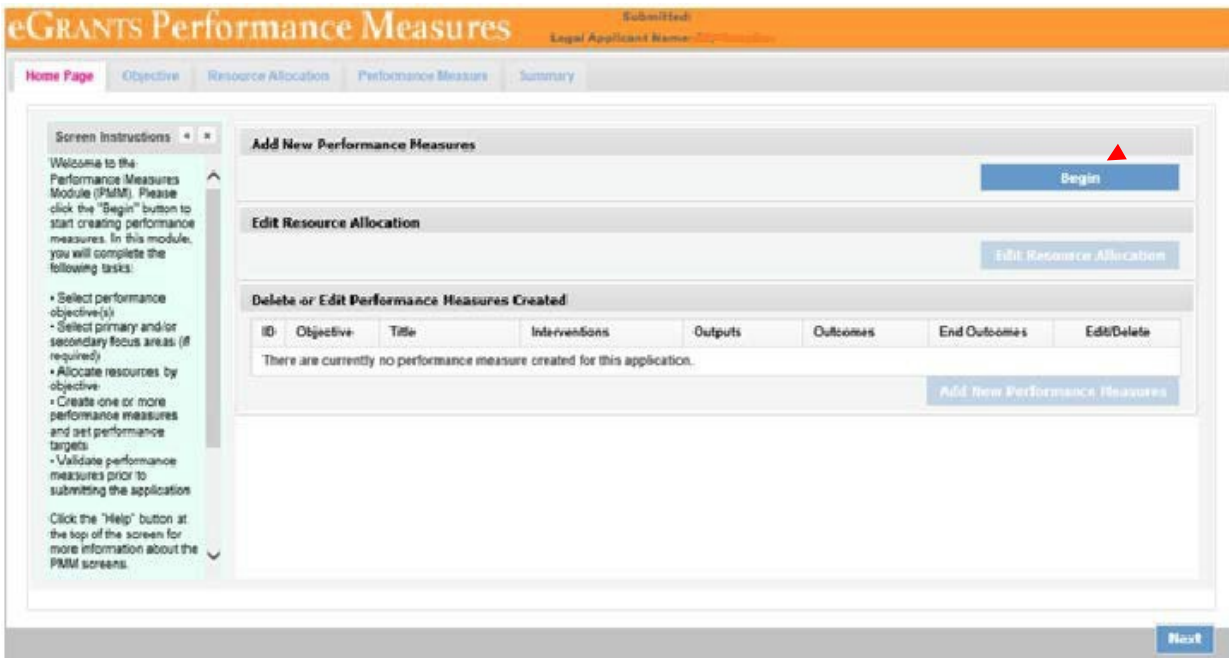 eGRANTS Performance Measures
Submitted:
Legal Applicant Name:
Home Page Objective Resource Allocation Performance Measure Summary
Screen Instructions
Welcome to the
Performance Measures
Module (PMM). Please
click the "Begin" button to
start creating performance
measures. In this module,
you will complete the
following tasks:
• Select performance
objective(s)
• Select primary and/or
secondary focus areas (if
required)
• Allocate resources by
objective
• Create one or more
performance measures
and set performance
targets
• Validate performance
measures prior to
submitting the application
Click the "Help" button at
the top of the screen for
more information about the
PMM screens.
Add New Performance Measures
Begin
Edit Resource Allocation
Edit Resource Allocation
Delete or Edit Performance Measures Created
ID Objective Title Interventions Outputs Outcomes End Outcomes Edit/Delete
There are currently no performance measure created for this application.
Add New Performance Measures
Next